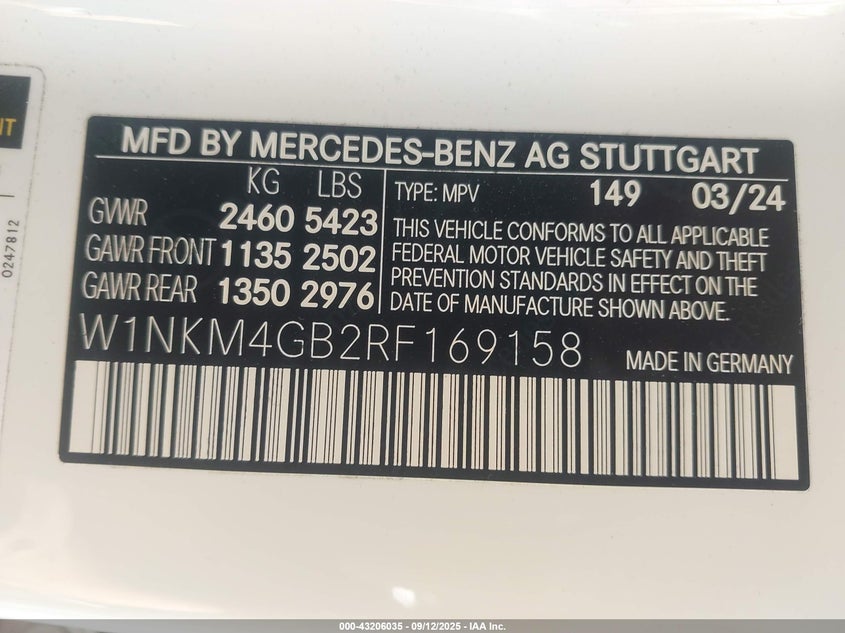 MFD BY MERCEDES-BENZ AG STUTTGART
KG LBS
GVWR 2460 5423
GAWR FRONT 1135 2502
GAWR REAR 1350 2976
TYPE: MPV 149 03/24
THIS VEHICLE CONFORMS TO ALL APPLICABLE
FEDERAL MOTOR VEHICLE SAFETY AND THEFT
PREVENTION STANDARDS IN EFFECT ON THE
DATE OF MANUFACTURE SHOWN ABOVE.
W1NKM4GB2RF169158
MADE IN GERMANY
0247812
000-43206035 - 09/12/2025 - IAA Inc.